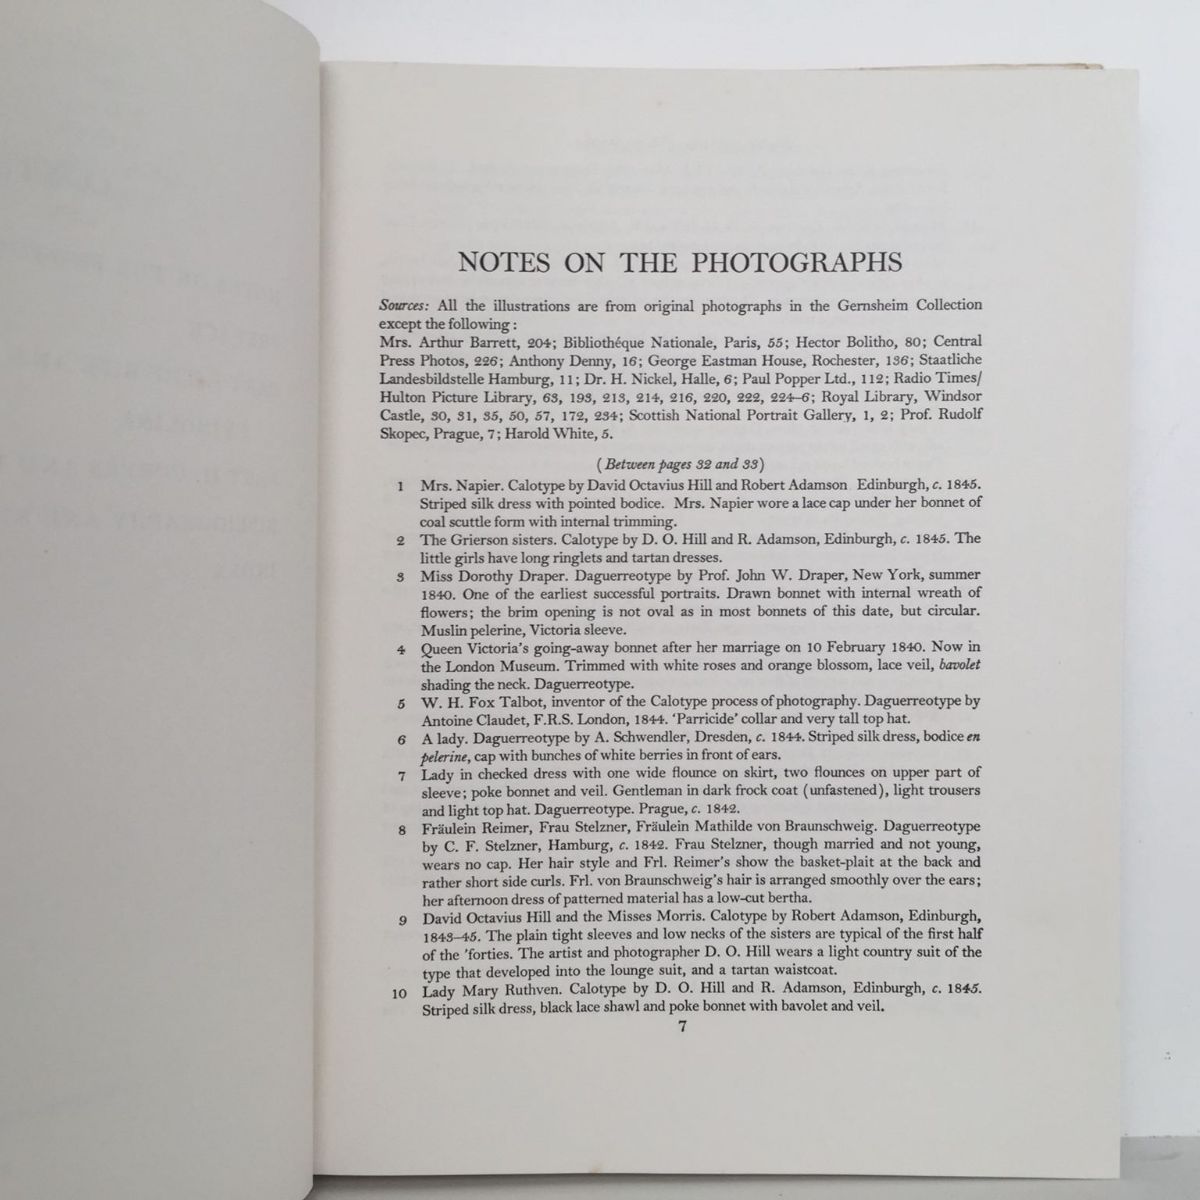 NOTES ON THE PHOTOGRAPHS
Sources: All the illustrations are from original photographs in the Gernsheim Collection
except the following:
Mrs. Arthur Barrett, 204; Bibliothéque Nationale, Paris, 55; Hector Bolitho, 80; Central
Press Photos, 226; Anthony Denny, 16; George Eastman House, Rochester, 136; Staatliche
Landesbildstelle Hamburg, 11; Dr. H. Nickel, Halle, 6; Paul Popper Ltd., 112; Radio Times/
Hulton Picture Library, 63, 193, 213, 214, 216, 220, 222, 224–6; Royal Library, Windsor
Castle, 30, 31, 35, 50, 57, 172, 234; Scottish National Portrait Gallery, 1, 2; Prof. Rudolf
Skopec, Prague, 7; Harold White, 5.
(Between pages 32 and 33)
1 Mrs. Napier. Calotype by David Octavius Hill and Robert Adamson Edinburgh, c. 1845.
Striped silk dress with pointed bodice. Mrs. Napier wore a lace cap under her bonnet of
coal scuttle form with internal trimming.
2 The Grierson sisters. Calotype by D. O. Hill and R. Adamson, Edinburgh, c. 1845. The
little girls have long ringlets and tartan dresses.
3 Miss Dorothy Draper. Daguerreotype by Prof. John W. Draper, New York, summer
1840. One of the earliest successful portraits. Drawn bonnet with internal wreath of
flowers; the brim opening is not oval as in most bonnets of this date, but circular.
Muslin pelerine, Victoria sleeve.
4 Queen Victoria's going-away bonnet after her marriage on 10 February 1840. Now in
the London Museum. Trimmed with white roses and orange blossom, lace veil, bavolet
shading the neck. Daguerreotype.
5 W. H. Fox Talbot, inventor of the Calotype process of photography. Daguerreotype by
Antoine Claudet, F.R.S. London, 1844. 'Parricide' collar and very tall top hat.
6 A lady. Daguerreotype by A. Schwendler, Dresden, c. 1844. Striped silk dress, bodice en
pelerine, cap with bunches of white berries in front of ears.
7 Lady in checked dress with one wide flounce on skirt, two flounces on upper part of
sleeve; poke bonnet and veil. Gentleman in dark frock coat (unfastened), light trousers
and light top hat. Daguerreotype. Prague, c. 1842.
8 Fräulein Reimer, Frau Stelzner, Fräulein Mathilde von Braunschweig. Daguerreotype
by C. F. Stelzner, Hamburg, c. 1842. Frau Stelzner, though married and not young,
wears no cap. Her hair style and Frl. Reimer's show the basket-plait at the back and
rather short side curls. Frl. von Braunschweig's hair is arranged smoothly over the ears;
her afternoon dress of patterned material has a low-cut bertha.
9 David Octavius Hill and the Misses Morris. Calotype by Robert Adamson, Edinburgh,
1843–45. The plain tight sleeves and low necks of the sisters are typical of the first half
of the 'forties. The artist and photographer D. O. Hill wears a light country suit of the
type that developed into the lounge suit, and a tartan waistcoat.
10 Lady Mary Ruthven. Calotype by D. O. Hill and R. Adamson, Edinburgh, c. 1845.
Striped silk dress, black lace shawl and poke bonnet with bavolet and veil.
7